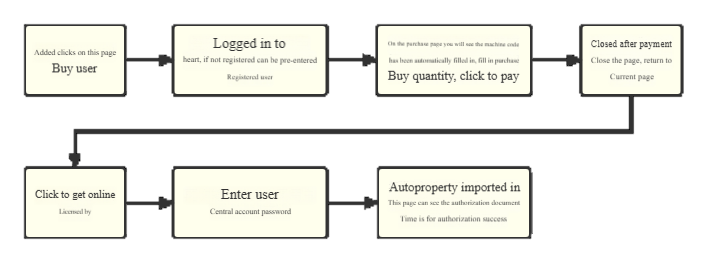 Added clicks on this page
Buy user
Logged in to
heart, if not registered can be pre-entered
Registered user
On the purchase page you will see the machine code
has been automatically filled in, fill in purchase
Buy quantity, click to pay
Closed after payment
Close the page, return to
Current page
Click to get online
Licensed by
Enter user
Central account password
Autoproperty imported in
This page can see the authorization document
Time is for authorization success